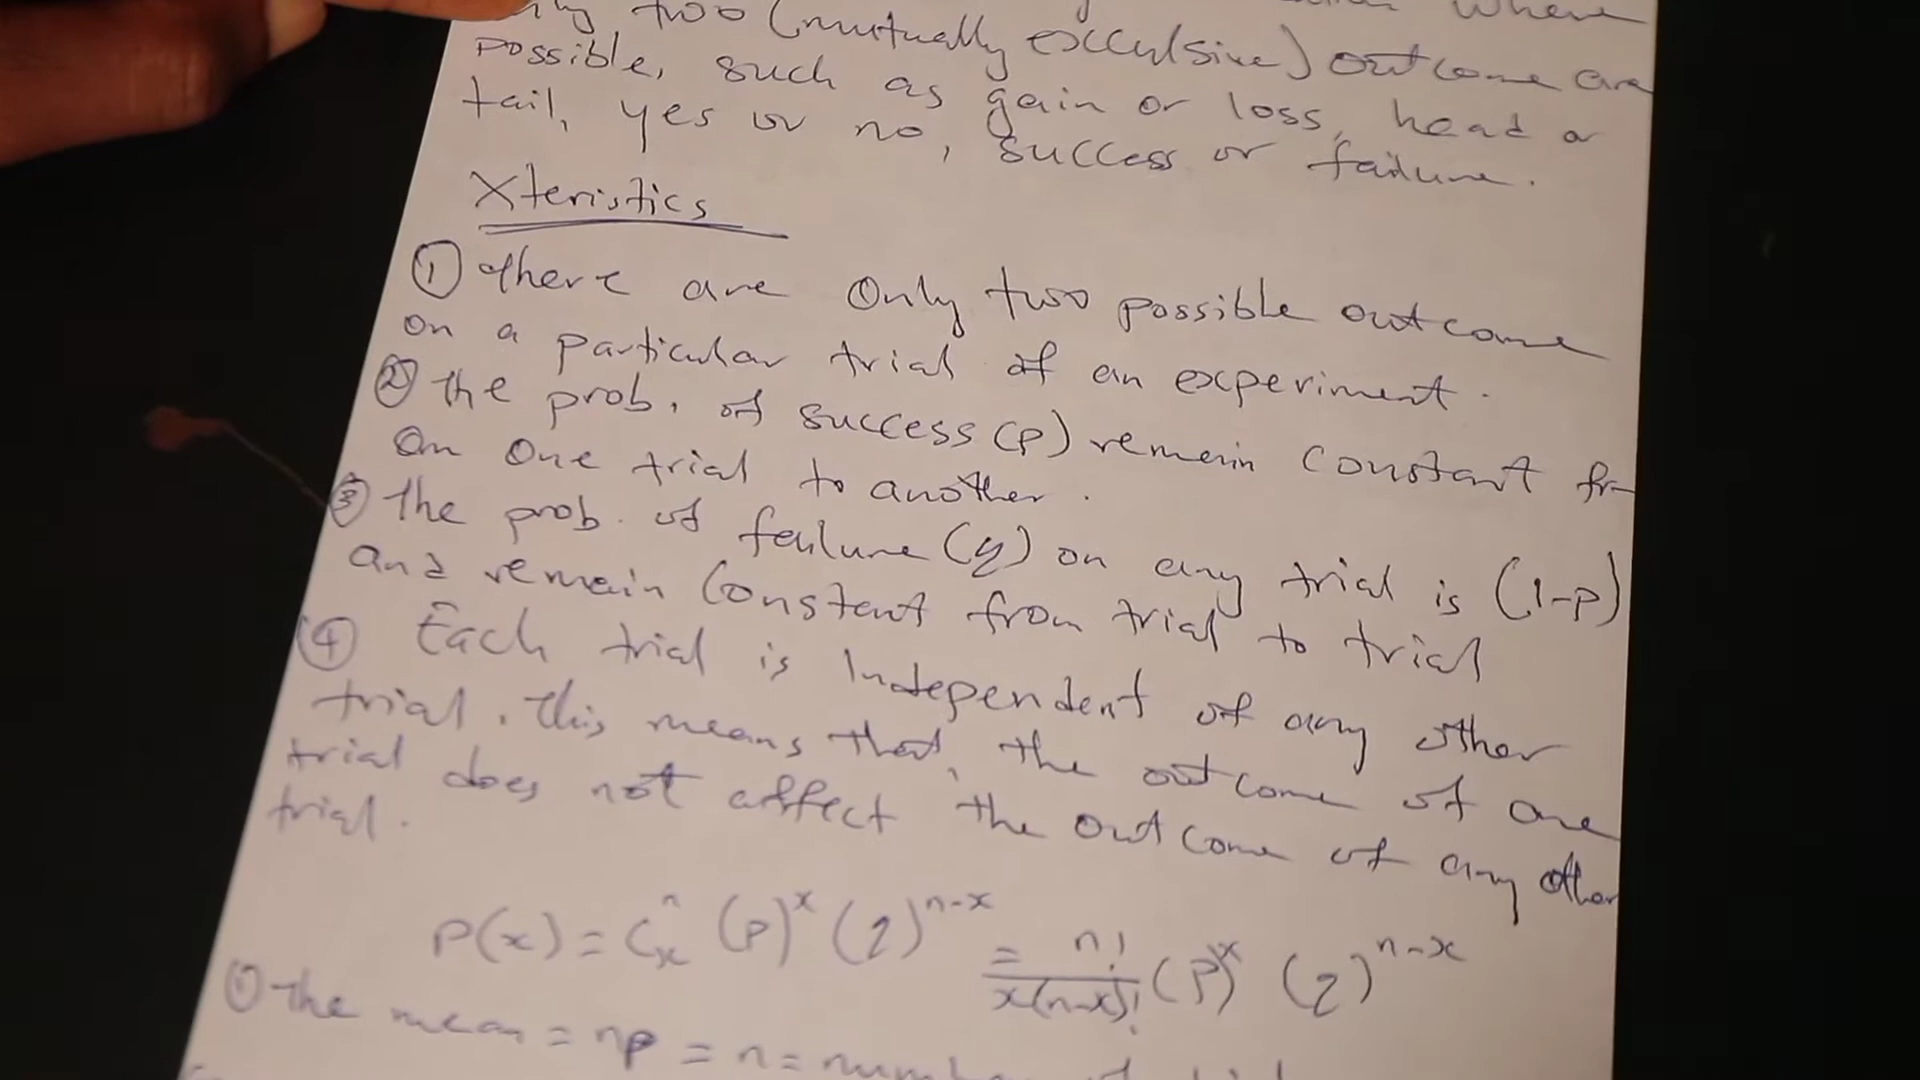 two (mutually excculsive) outcome are
possible, such as gain or loss, head or
tail, yes or no, success or failure.
Xteristics
① there are only two possible outcome
on a particular trial of an experiment.
② the prob. of success (p) remain constant fr-
om one trial to another.
③ the prob. of failure (q) on any trial is (1-p)
and remain constant from trial to trial
④ Each trial is independent of any other
trial. this means that, the outcome of one
trial does not affect the outcome of any other
trial.
P(x) = Cₓⁿ (p)ˣ (q)ⁿ⁻ˣ = n!/x(n-x)! (p)ˣ (q)ⁿ⁻ˣ
① the mean = np = n =